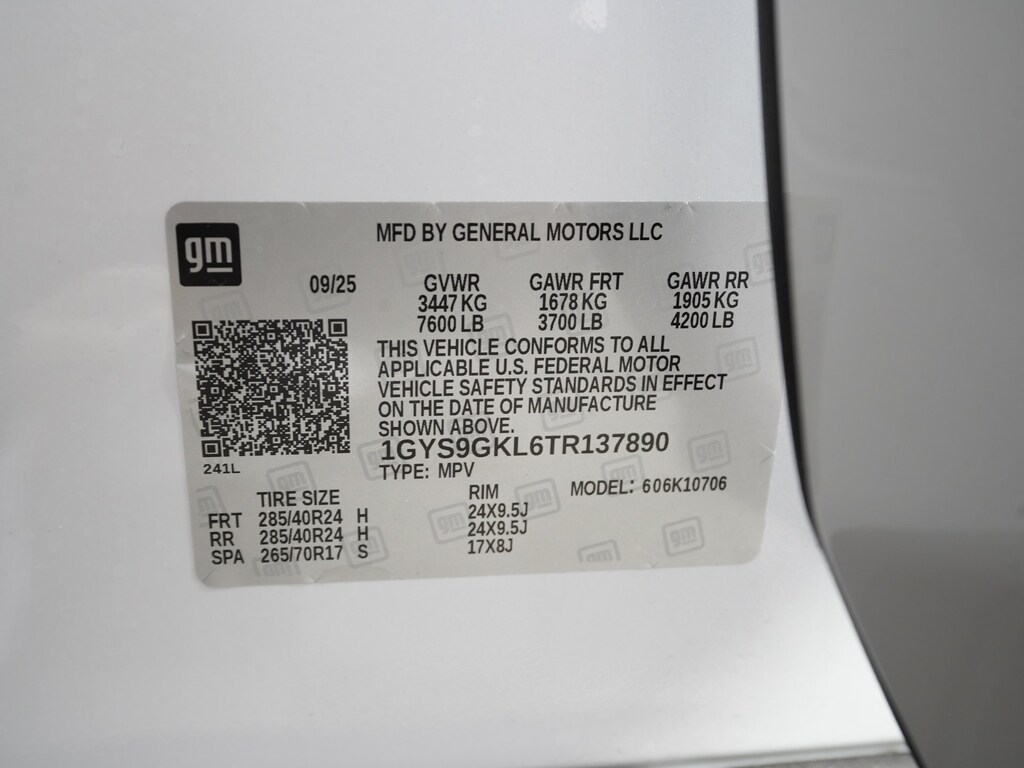 gm
MFD BY GENERAL MOTORS LLC
09/25 GVWR GAWR FRT GAWR RR
3447 KG 1678 KG 1905 KG
7600 LB 3700 LB 4200 LB
THIS VEHICLE CONFORMS TO ALL
APPLICABLE U.S. FEDERAL MOTOR
VEHICLE SAFETY STANDARDS IN EFFECT
ON THE DATE OF MANUFACTURE
SHOWN ABOVE.
1GYS9GKL6TR137890
241L
TYPE: MPV
TIRE SIZE RIM MODEL: 606K10706
FRT 285/40R24 H 24X9.5J
RR 285/40R24 H 24X9.5J
SPA 265/70R17 S 17X8J